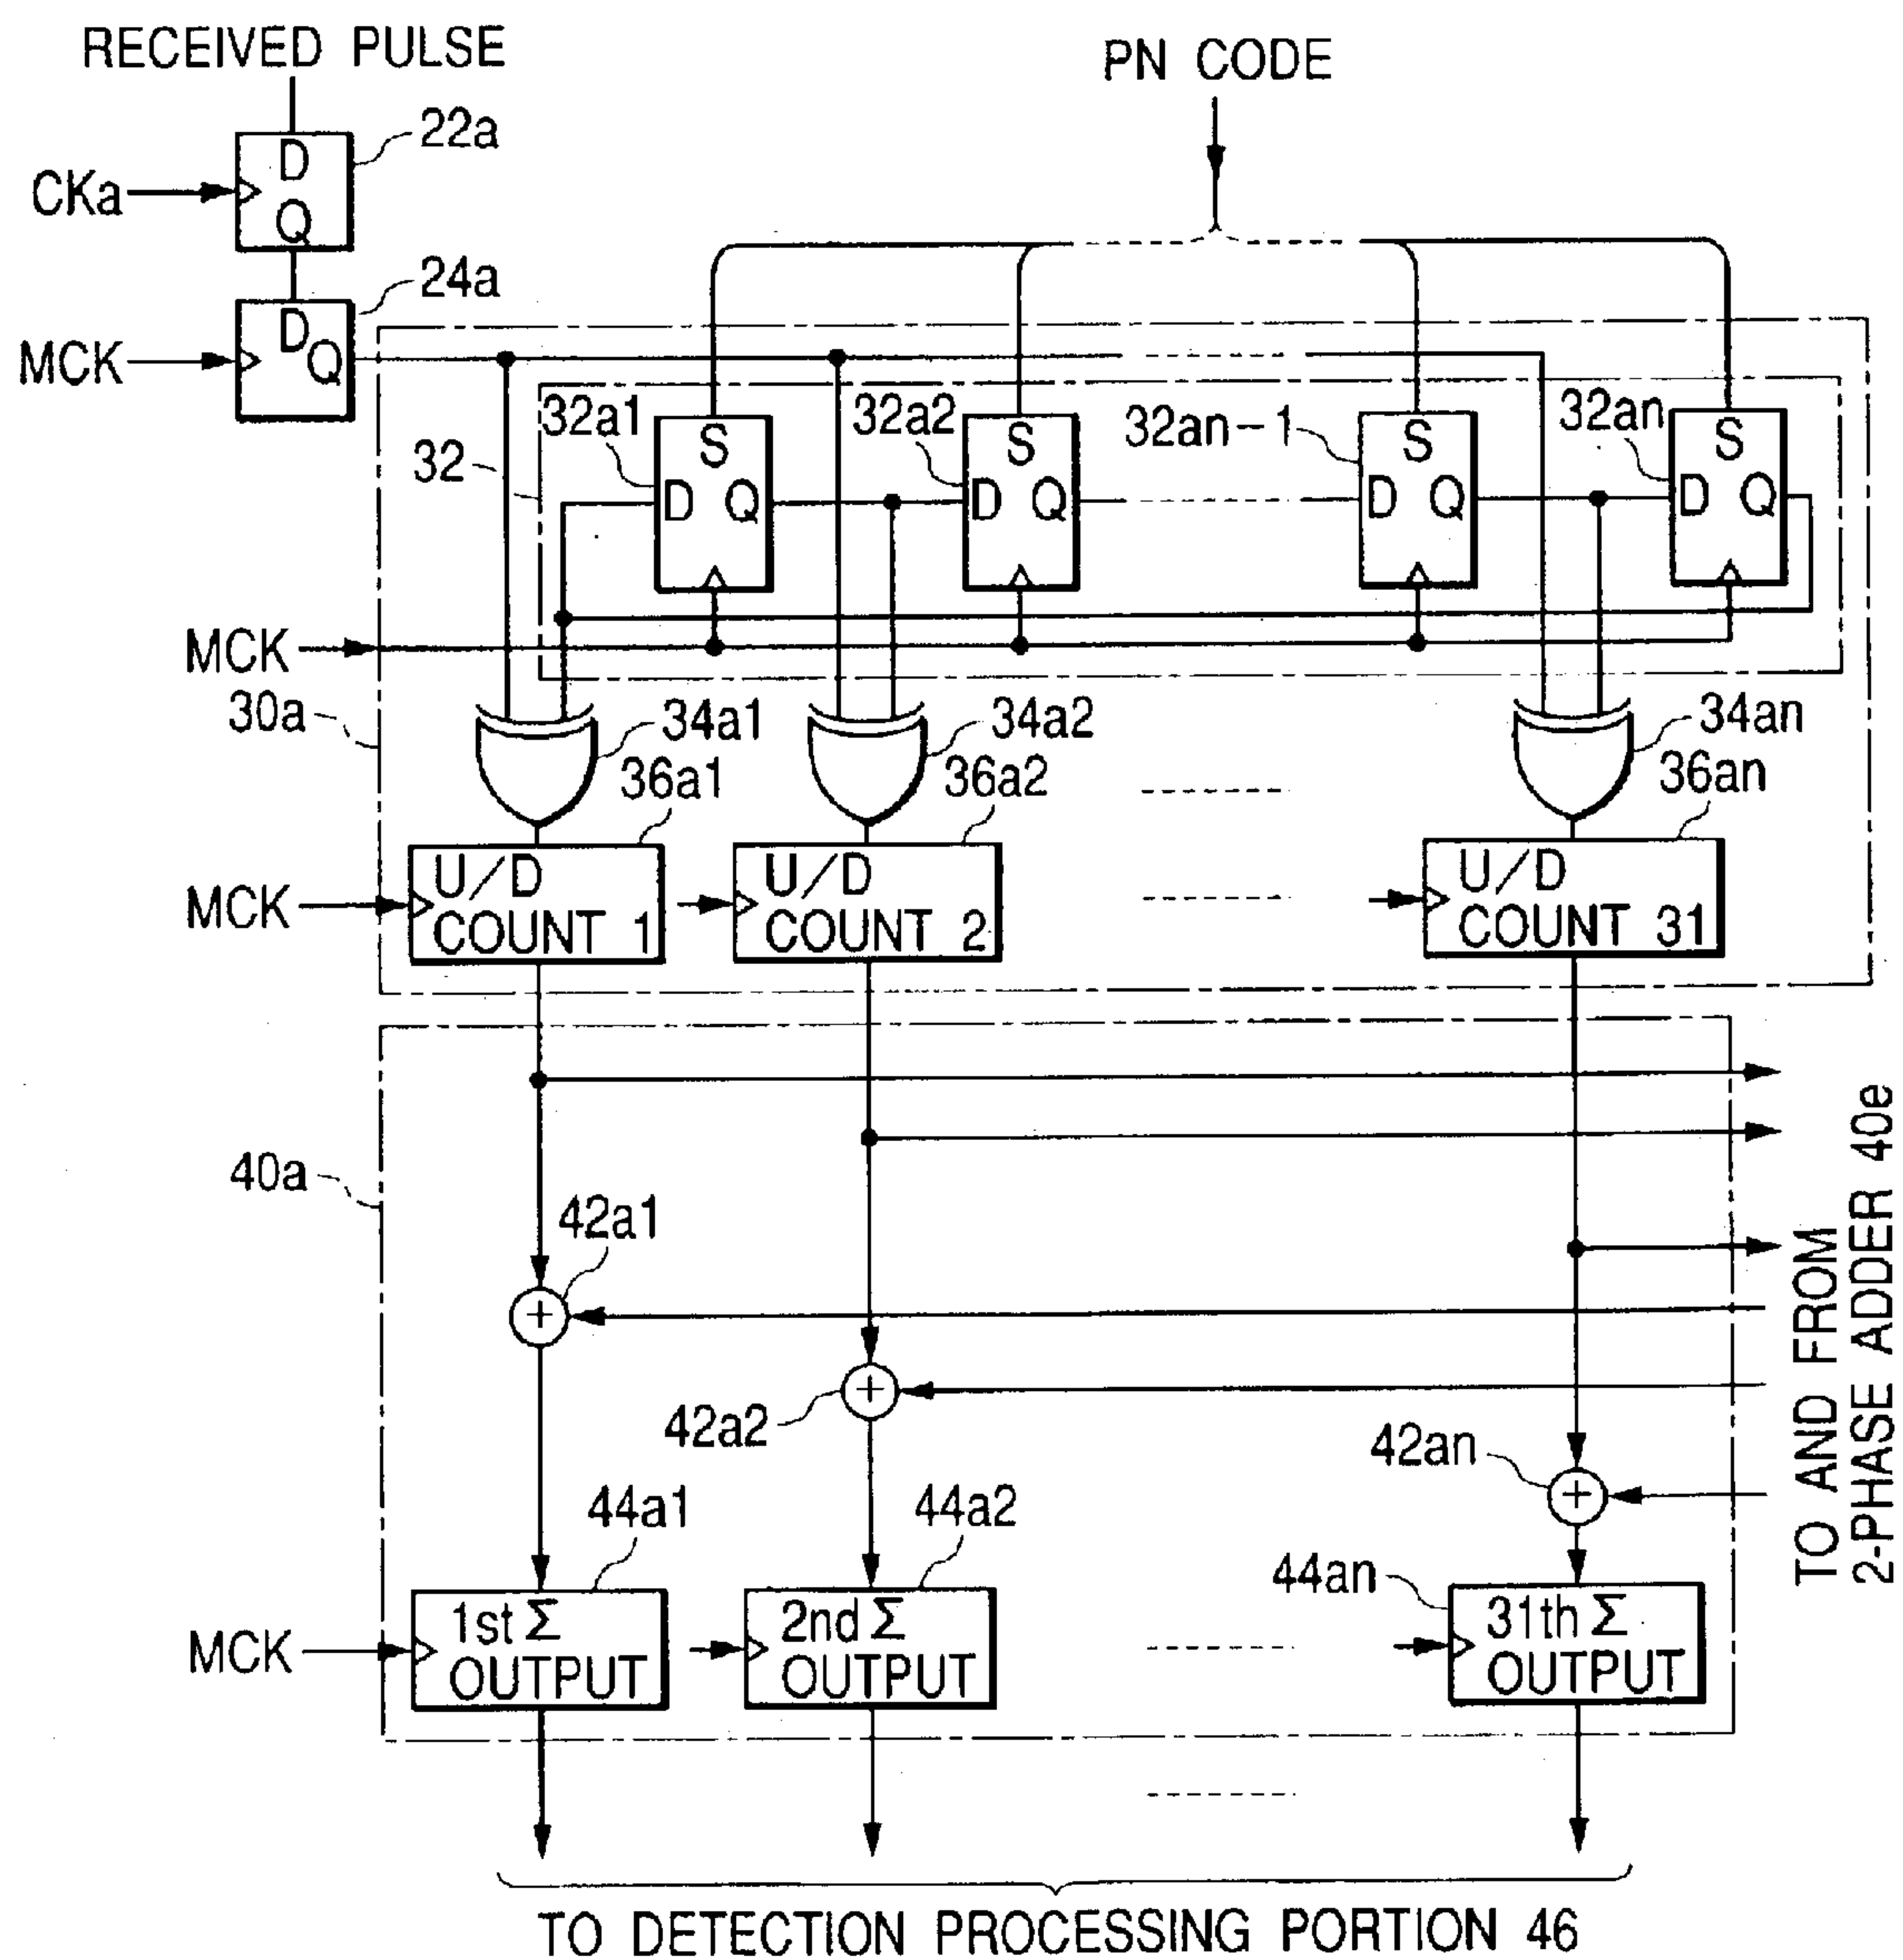 RECEIVED PULSE
PN CODE
22a
D
CKa
Q
24a
D
MCK
Q
32a1
32a2
32an-1
32an
32
S
S
S
S
D Q
D Q
D Q
D Q
MCK
30a
34a1
34a2
34an
36a1
36a2
36an
U/D
COUNT 1
U/D
COUNT 2
U/D
COUNT 31
MCK
40a
42a1
+
42a2
+
42an
+
TO AND FROM
2-PHASE ADDER 40e
44a1
44a2
44an
MCK
1st Σ
OUTPUT
2nd Σ
OUTPUT
31th Σ
OUTPUT
TO DETECTION PROCESSING PORTION 46